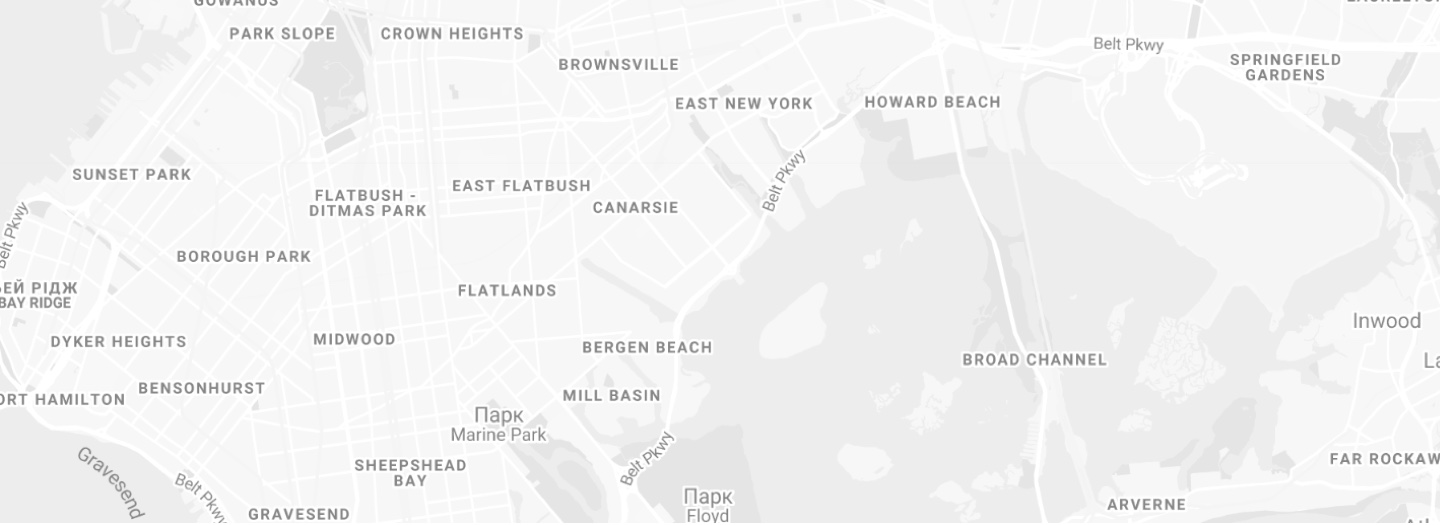 GOWANUS
PARK SLOPE
CROWN HEIGHTS
BROWNSVILLE
Belt Pkwy
SPRINGFIELD
GARDENS
EAST NEW YORK
HOWARD BEACH
SUNSET PARK
Belt Pkwy
EAST FLATBUSH
FLATBUSH -
DITMAS PARK
CANARSIE
Belt Pkwy
BOROUGH PARK
ЕЙ РІДЖ
BAY RIDGE
FLATLANDS
Inwood
DYKER HEIGHTS
MIDWOOD
BERGEN BEACH
BROAD CHANNEL
La
BENSONHURST
ORT HAMILTON
MILL BASIN
Парк
Marine Park
Gravesend
Belt Pkwy
SHEEPSHEAD
BAY
Belt Pkwy
FAR ROCKAW
Парк
Floyd
ARVERNE
GRAVESEND